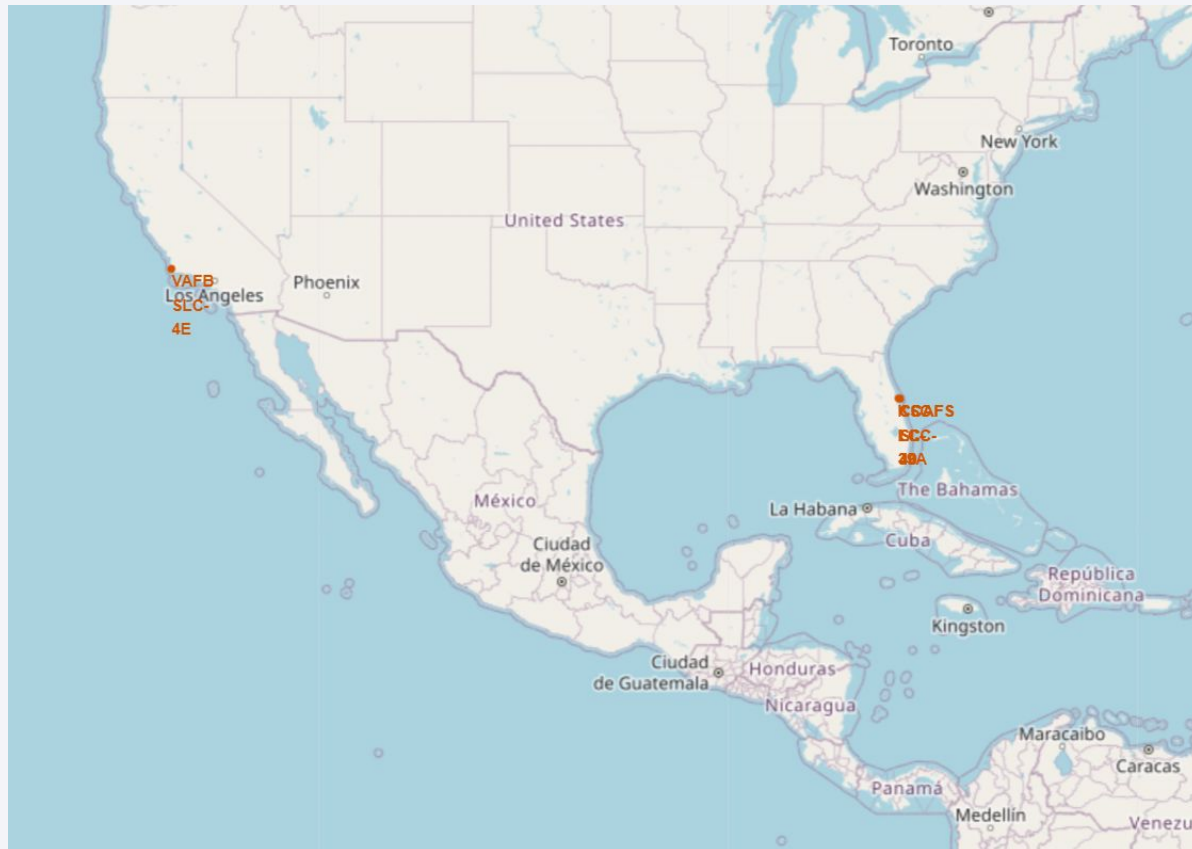 Toronto
New York
Washington
United States
VAFB
SLC-
4E
Los Angeles
Phoenix
The Bahamas
La Habana
Cuba
México
Ciudad
de México
República
Dominicana
Kingston
Ciudad
de Guatemala
Honduras
Nicaragua
Maracaibo
Caracas
Panamá
Medellín
Venezu